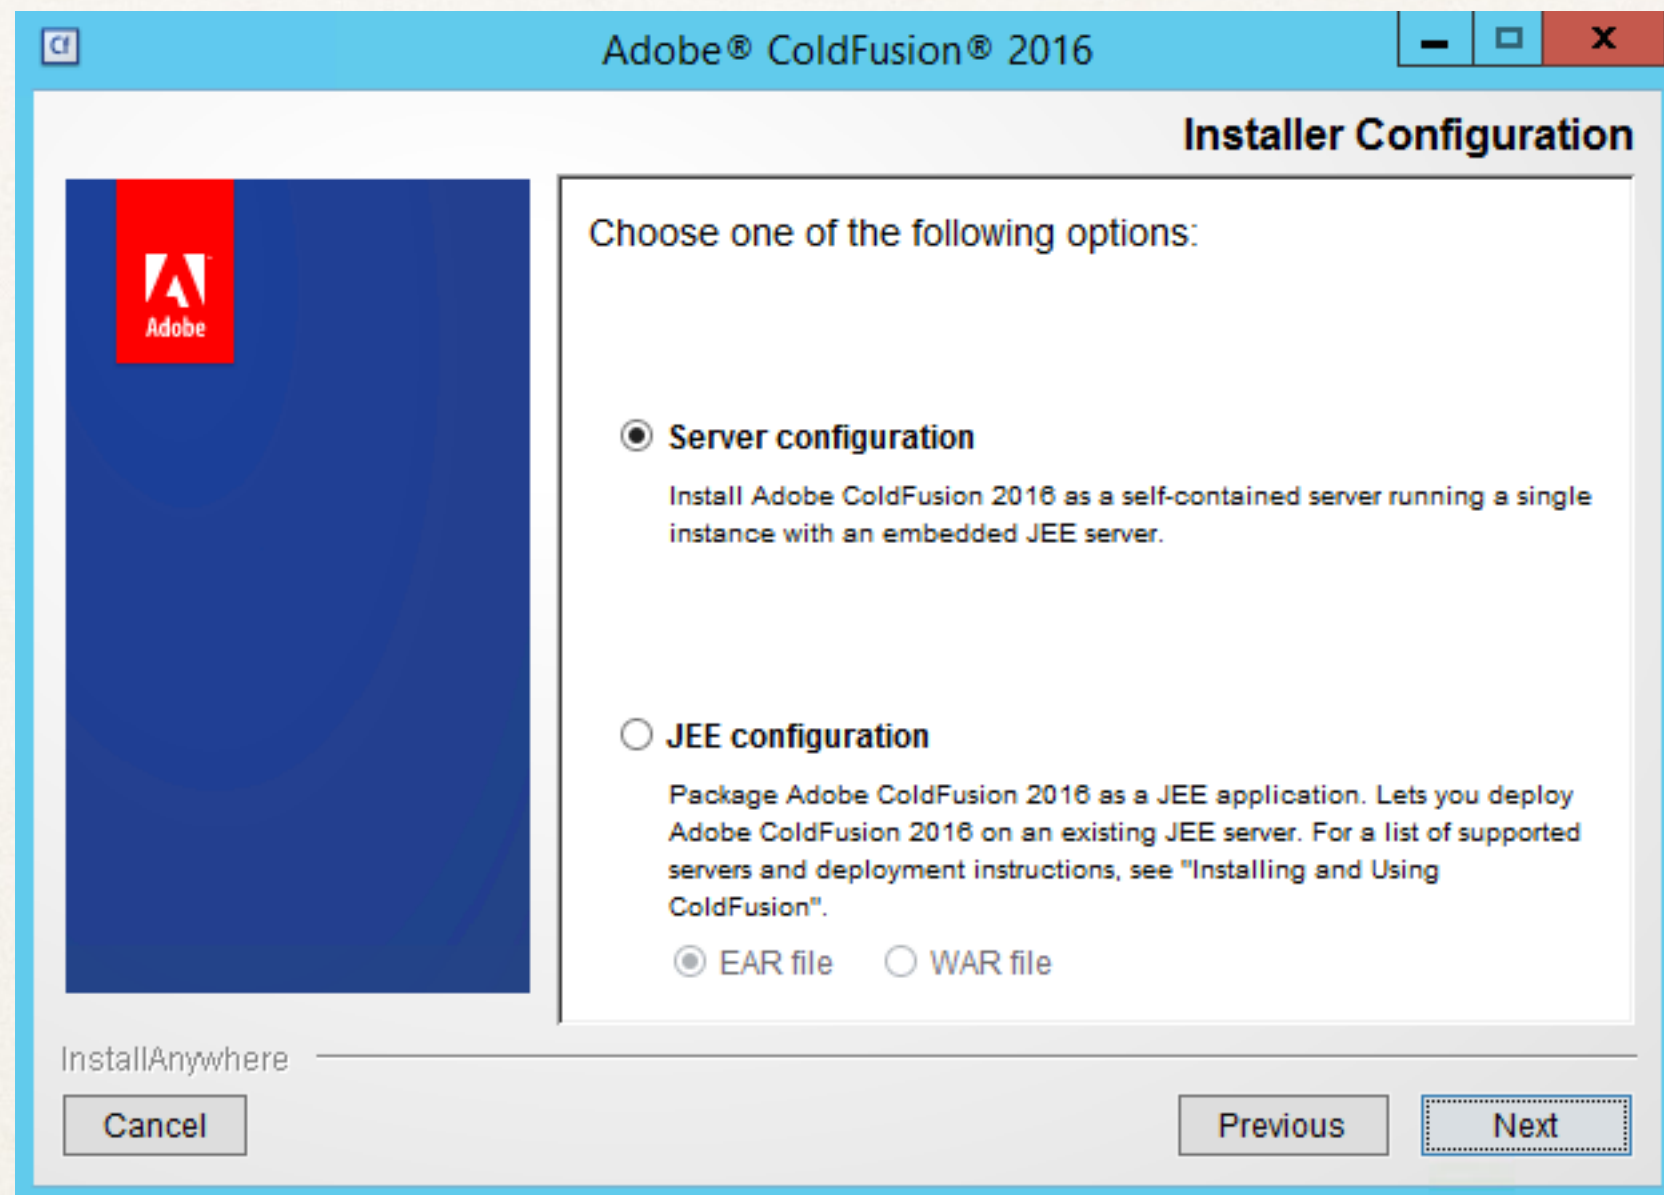 Cf
Adobe® ColdFusion® 2016
Installer Configuration
Adobe
Choose one of the following options:
Server configuration
Install Adobe ColdFusion 2016 as a self-contained server running a single
instance with an embedded JEE server.
JEE configuration
Package Adobe ColdFusion 2016 as a JEE application. Lets you deploy
Adobe ColdFusion 2016 on an existing JEE server. For a list of supported
servers and deployment instructions, see "Installing and Using
ColdFusion".
EAR file WAR file
InstallAnywhere
Cancel Previous Next